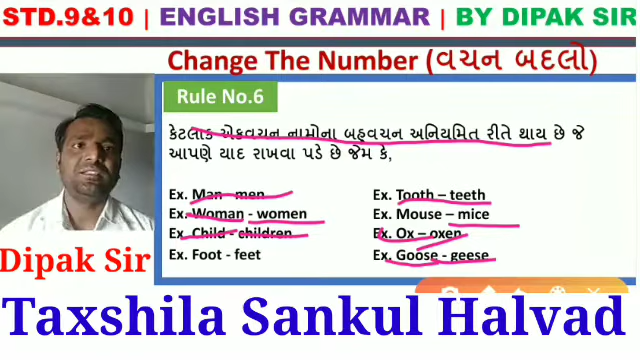 STD.9&10 | ENGLISH GRAMMAR | BY DIPAK SIR
Change The Number (વચન બદલો)
Rule No.6
કેટલાક એકવચન નામોના બહુવચન અનિયમિત રીતે થાય છે જે
આપણે યાદ રાખવા પડે છે જેમ કે,
Ex. Man – men
Ex. Woman - women
Ex. Child - children
Ex. Foot - feet
Ex. Tooth – teeth
Ex. Mouse – mice
Ex. Ox – oxen
Ex. Goose - geese
Dipak Sir
Taxshila Sankul Halvad